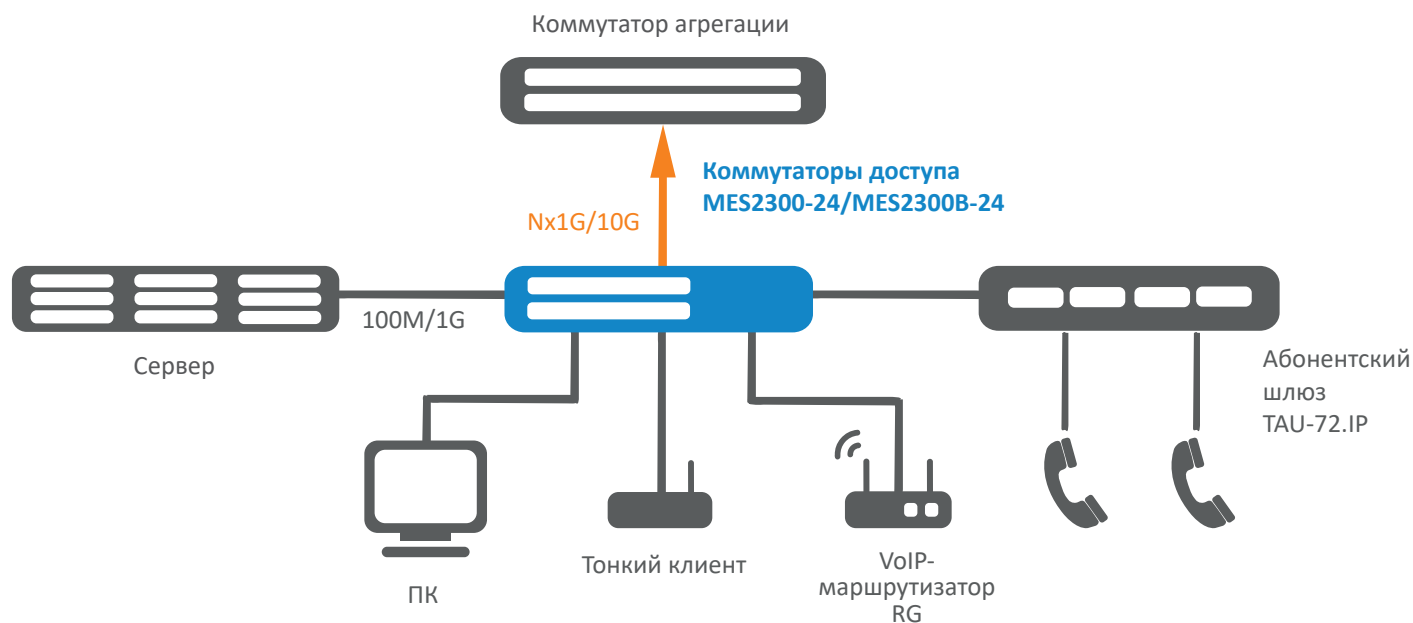 Коммутатор агрегации
Коммутаторы доступа
MES2300-24/MES2300B-24
Nx1G/10G
100M/1G
Сервер
Абонентский
шлюз
TAU-72.IP
ПК
Тонкий клиент
VoIP-
маршрутизатор
RG